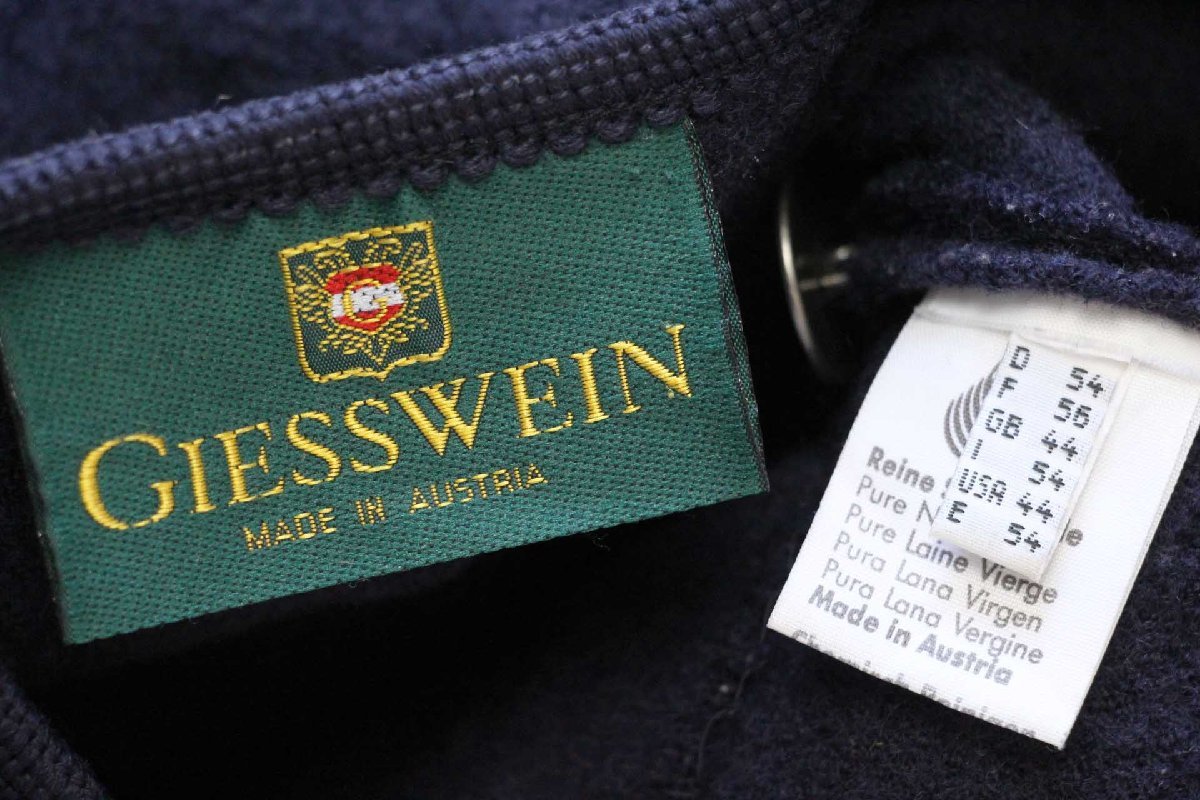 G
GIESSWEIN
MADE IN AUSTRIA
D 54
F 56
GB 44
I 54
USA 44
E 54
Reine
Pure
Pure Laine Vierge
Pura Lana Virgen
Pura Lana Vergine
Made in Austria